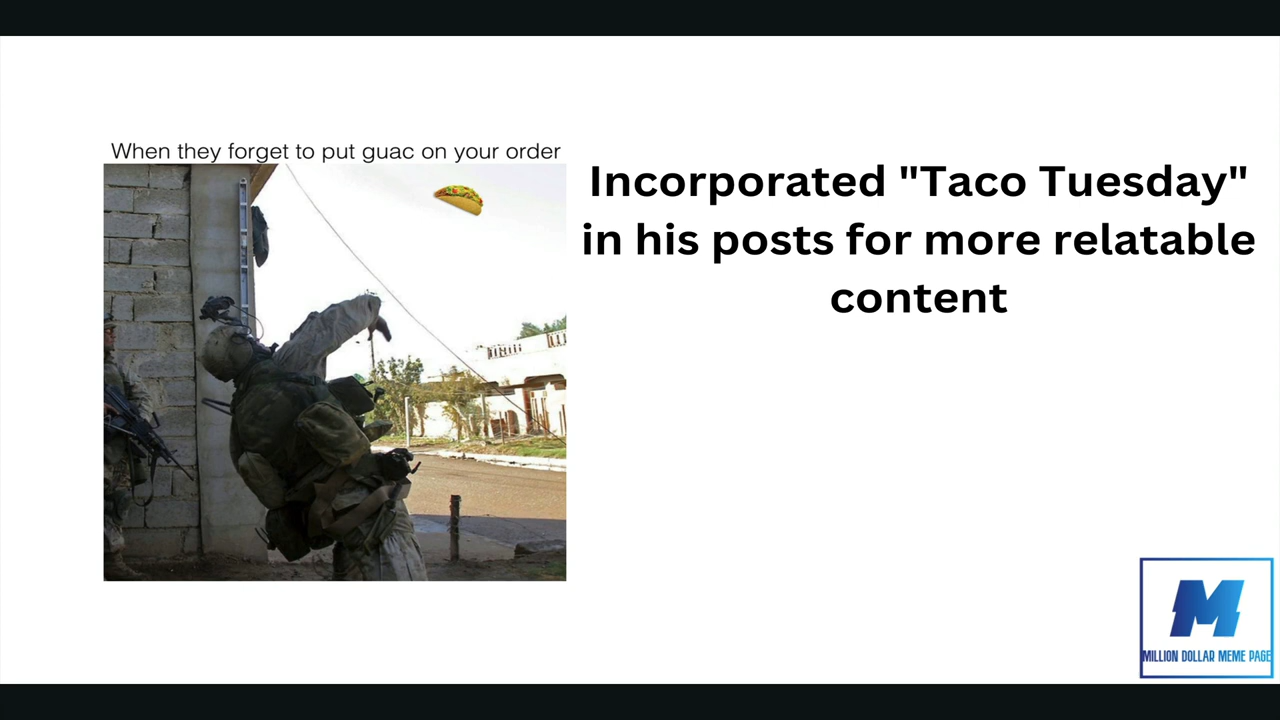 When they forget to put guac on your order
Incorporated "Taco Tuesday"
in his posts for more relatable
content
M
MILLION DOLLAR MEME PAGE